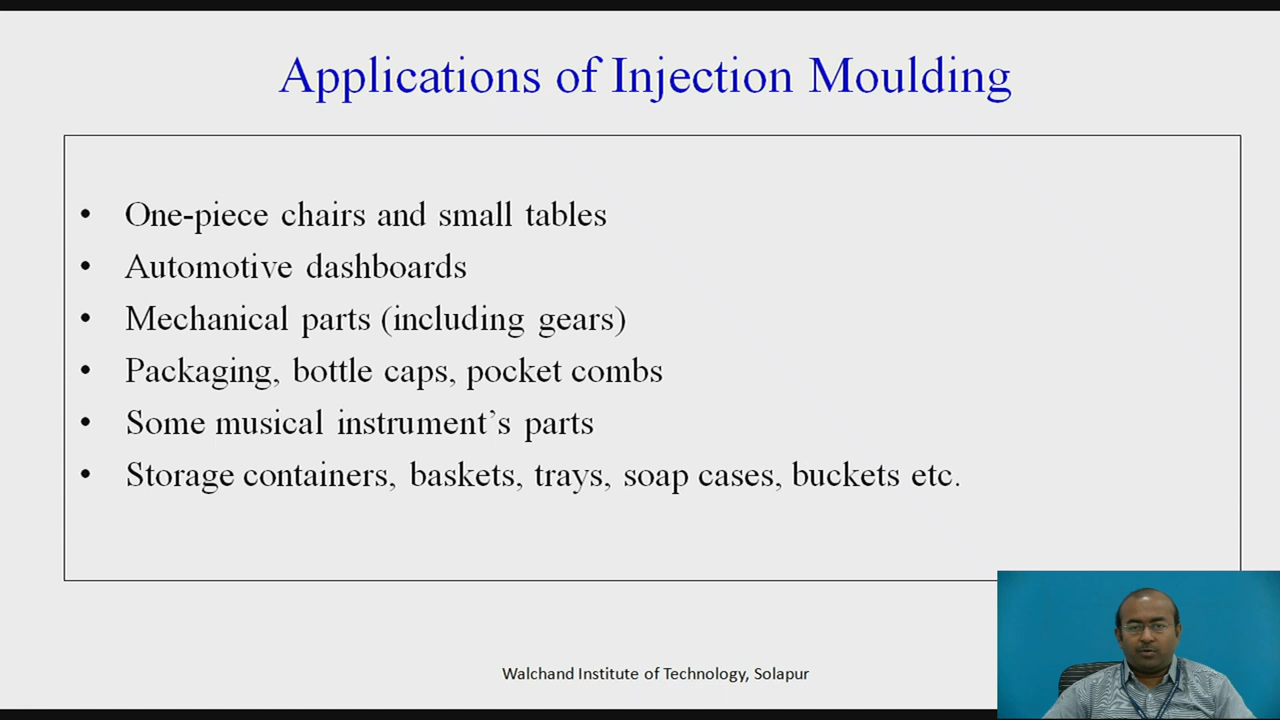 Applications of Injection Moulding
• One-piece chairs and small tables
• Automotive dashboards
• Mechanical parts (including gears)
• Packaging, bottle caps, pocket combs
• Some musical instrument’s parts
• Storage containers, baskets, trays, soap cases, buckets etc.
Walchand Institute of Technology, Solapur